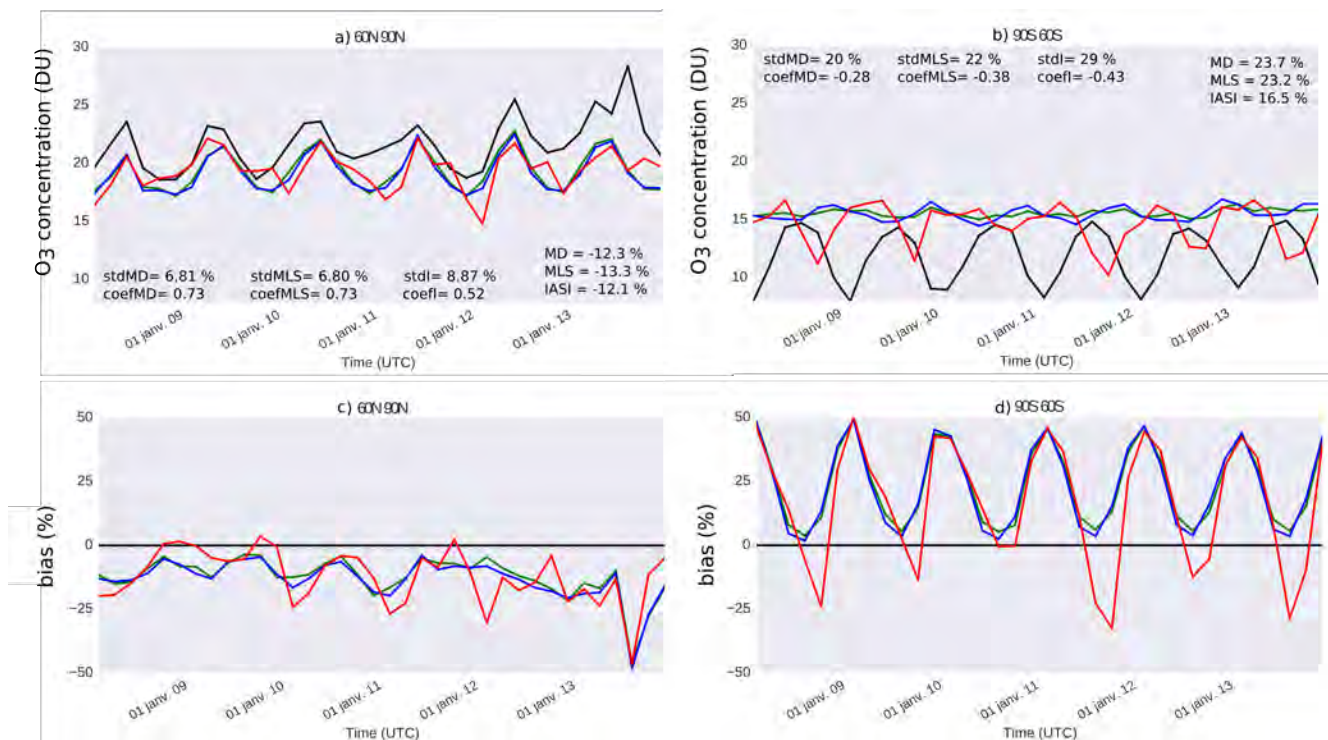 a) 60N 90N
O3 concentration (DU)
30
25
20
15
10
stdMD= 6.81 %
coefMD= 0.73
stdMLS= 6.80 %
coefMLS= 0.73
stdI= 8.87 %
coefI= 0.52
MD = -12.3 %
MLS = -13.3 %
IASI = -12.1 %
01 janv. 09
01 janv. 10
01 janv. 11
01 janv. 12
01 janv. 13
Time (UTC)
b) 90S 60S
O3 concentration (DU)
30
25
20
15
10
stdMD= 20 %
coefMD= -0.28
stdMLS= 22 %
coefMLS= -0.38
stdI= 29 %
coefI= -0.43
MD = 23.7 %
MLS = 23.2 %
IASI = 16.5 %
01 janv. 09
01 janv. 10
01 janv. 11
01 janv. 12
01 janv. 13
Time (UTC)
c) 60N 90N
bias (%)
50
25
0
−25
−50
01 janv. 09
01 janv. 10
01 janv. 11
01 janv. 12
01 janv. 13
Time (UTC)
d) 90S 60S
bias (%)
50
25
0
−25
−50
01 janv. 09
01 janv. 10
01 janv. 11
01 janv. 12
01 janv. 13
Time (UTC)